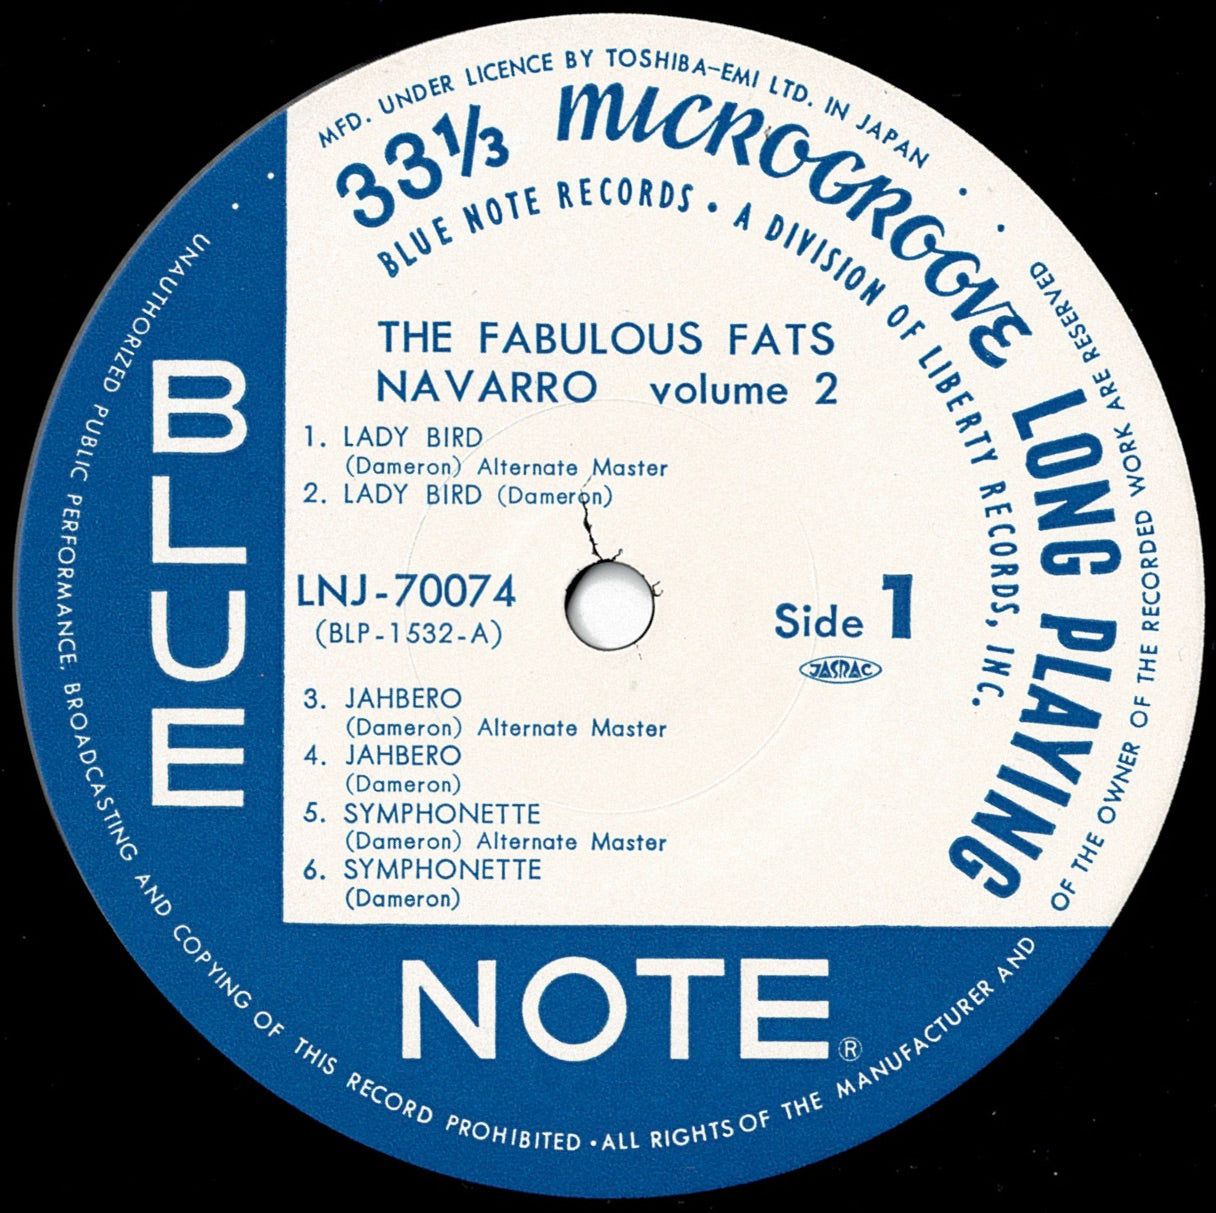 MFD. UNDER LICENCE BY TOSHIBA-EMI LTD. IN JAPAN
33 1/3 MICROGROOVE LONG PLAYING
BLUE NOTE RECORDS • A DIVISION OF LIBERTY RECORDS, INC.
THE FABULOUS FATS
NAVARRO volume 2
1. LADY BIRD
(Dameron) Alternate Master
2. LADY BIRD (Dameron)
LNJ-70074
(BLP-1532-A)
Side 1
JASRAC
3. JAHBERO
(Dameron) Alternate Master
4. JAHBERO
(Dameron)
5. SYMPHONETTE
(Dameron) Alternate Master
6. SYMPHONETTE
(Dameron)
BLUE
NOTE®
UNAUTHORIZED PUBLIC PERFORMANCE, BROADCASTING AND COPYING OF THIS RECORD PROHIBITED • ALL RIGHTS OF THE MANUFACTURER AND OF THE OWNER OF THE RECORDED WORK ARE RESERVED